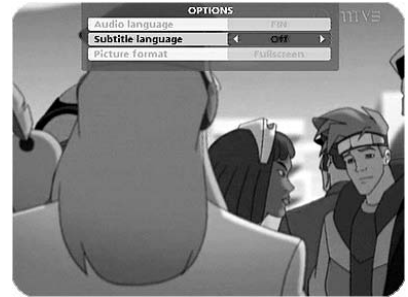 OPTIONS
Audio language FIN
Subtitle language Off
Picture format Fullscreen